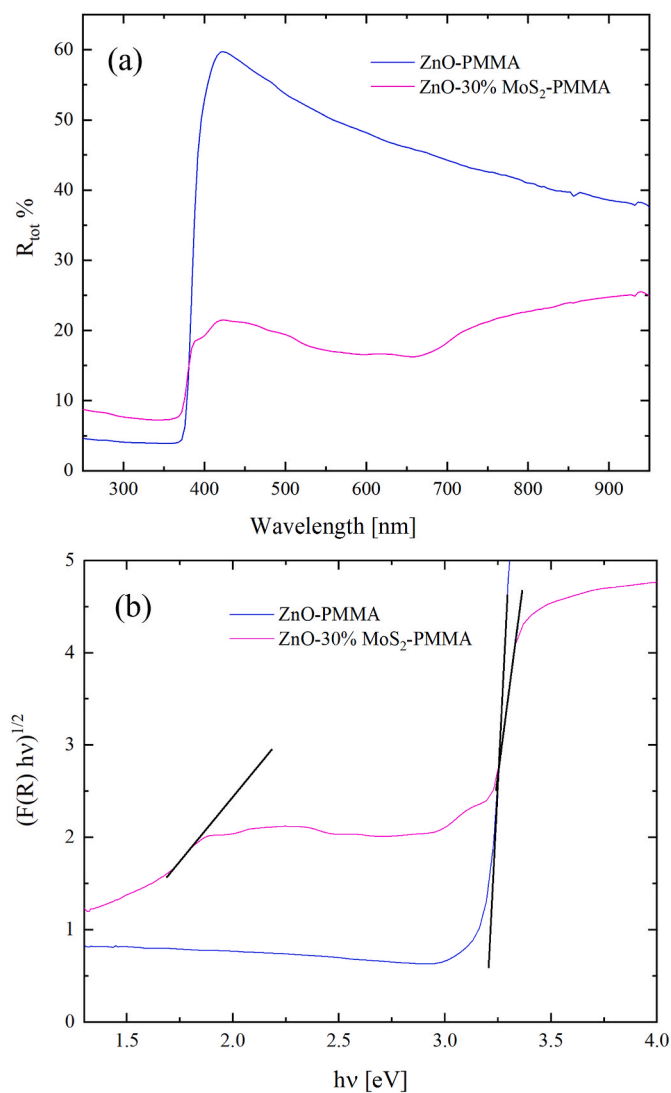 (a)
ZnO-PMMA
ZnO-30% MoS₂-PMMA
60
50
40
30
20
10
0
R_tot %
300 400 500 600 700 800 900
Wavelength [nm]
(b)
ZnO-PMMA
ZnO-30% MoS₂-PMMA
5
4
3
2
1
0
(F(R) hν)^1/2
1.5 2.0 2.5 3.0 3.5 4.0
hν [eV]